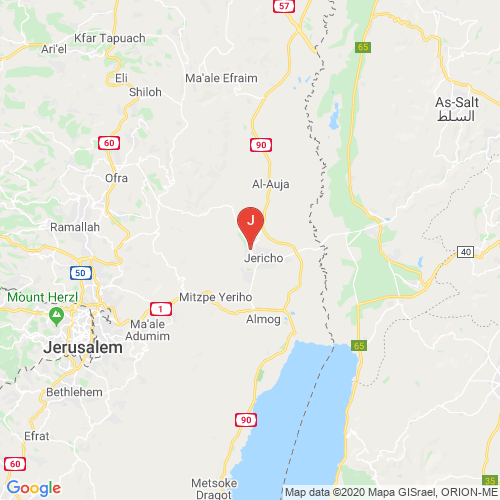 57
Kfar Tapuach
Ari'el
65
Eli
Ma'ale Efraim
Shiloh
As-Salt
السلط
60
90
Ofra
Al-Auja
J
Ramallah
40
Jericho
50
Mount Herzl
Mitzpe Yeriho
1
Ma'ale
Adumim
Almog
Jerusalem
65
Bethlehem
90
Efrat
60
Metsoke
Dragot
35
Google
Map data ©2020 Mapa GISrael, ORION-ME